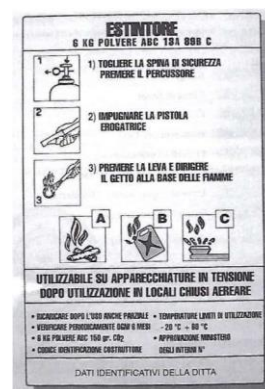 ESTINTORE
6 KG POLVERE ABC 13A 89B C
1
1) TOGLIERE LA SPINA DI SICUREZZA
PREMERE IL PERCUSSORE
2
2) IMPUGNARE LA PISTOLA
EROGATRICE
3
3) PREMERE LA LEVA E DIRIGERE
IL GETTO ALLA BASE DELLE FIAMME
A
B
C
UTILIZZABILE SU APPARECCHIATURE IN TENSIONE
DOPO UTILIZZAZIONE IN LOCALI CHIUSI AEREARE
• RICARICARE DOPO L'USO ANCHE PARZIALE
• VERIFICARE PERIODICAMENTE OGNI 6 MESI
• 6 KG POLVERE ABC 150 gr. CO2
• CODICE IDENTIFICAZIONE COSTRUTTORE
• TEMPERATURE LIMITI DI UTILIZZAZIONE
- 20 °C + 60 °C
• APPROVAZIONE MINISTERO
DEGLI INTERNI N°
DATI IDENTIFICATIVI DELLA DITTA